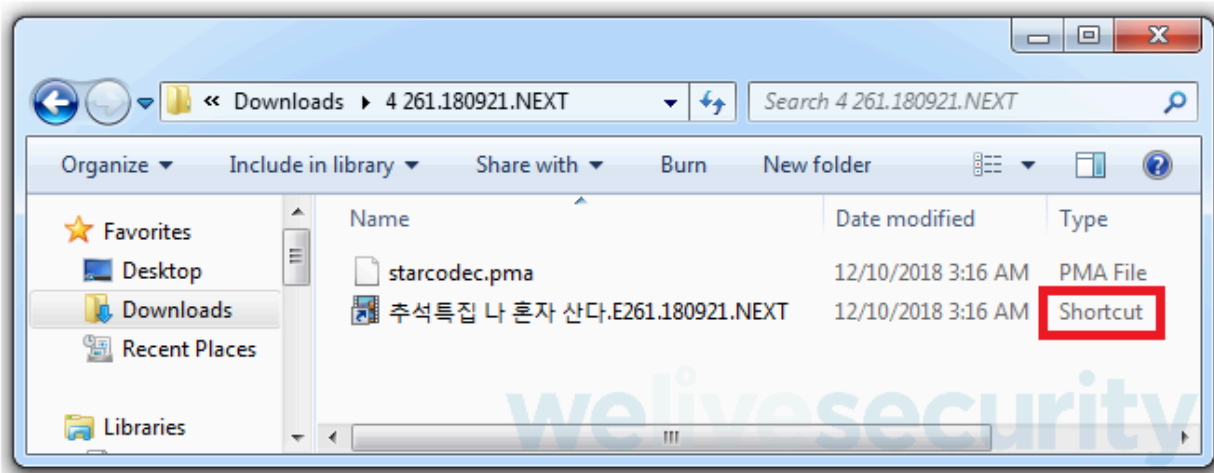 « Downloads ▸ 4 261.180921.NEXT
Search 4 261.180921.NEXT
Organize Include in library Share with Burn New folder
Favorites
Desktop
Downloads
Recent Places
Libraries
Name Date modified Type
starcodec.pma 12/10/2018 3:16 AM PMA File
추석특집 나 혼자 산다.E261.180921.NEXT 12/10/2018 3:16 AM Shortcut
welivesecurity